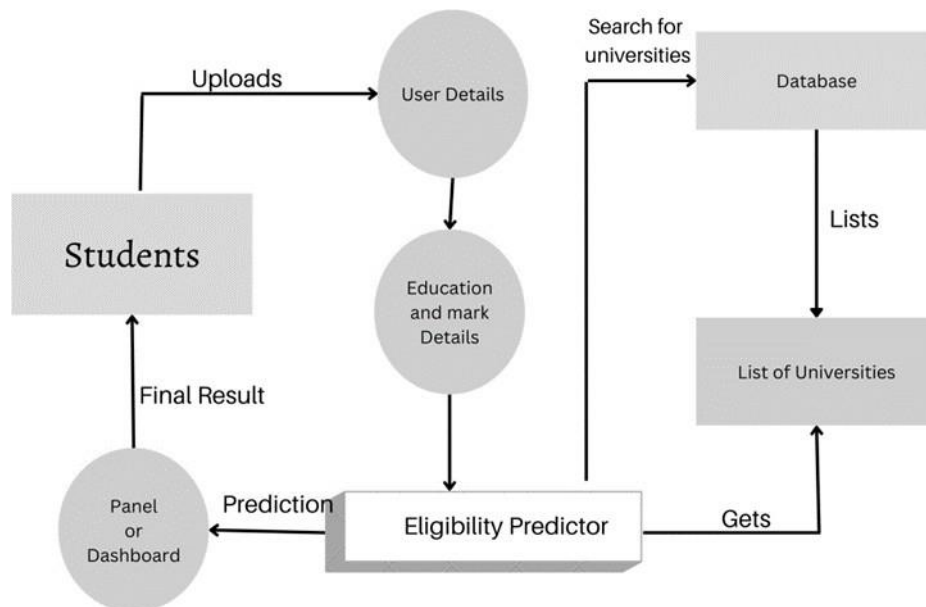 Search for
universities
Uploads
User Details
Database
Students
Lists
Education
and mark
Details
List of Universities
Final Result
Panel
or
Dashboard
Prediction
Eligibility Predictor
Gets